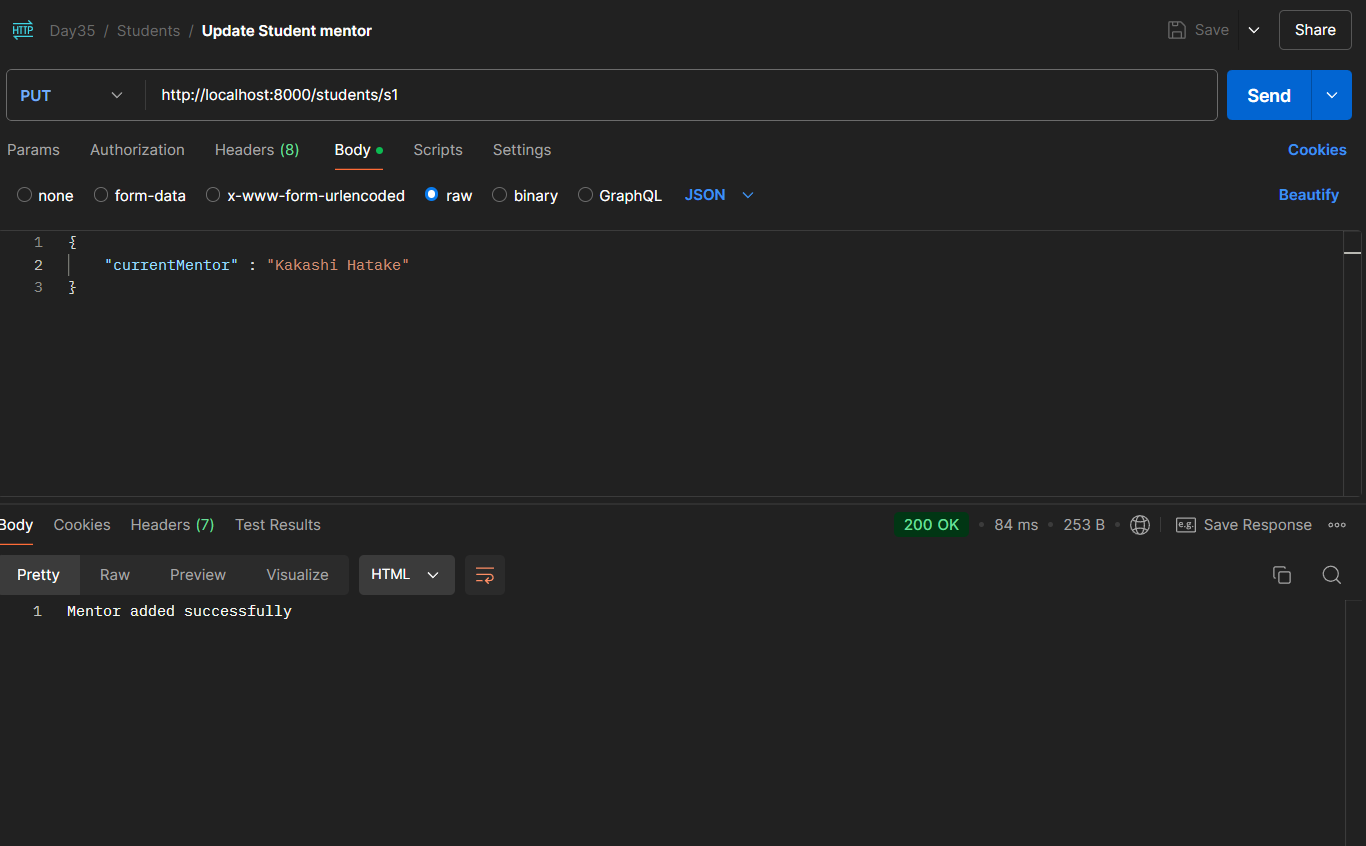 HTTP Day35 / Students / Update Student mentor Save Share
PUT http://localhost:8000/students/s1 Send
Params Authorization Headers (8) Body Scripts Settings Cookies
none form-data x-www-form-urlencoded raw binary GraphQL JSON Beautify
1 {
2 "currentMentor" : "Kakashi Hatake"
3 }
Body Cookies Headers (7) Test Results 200 OK • 84 ms • 253 B • e.g. Save Response
Pretty Raw Preview Visualize HTML
1 Mentor added successfully